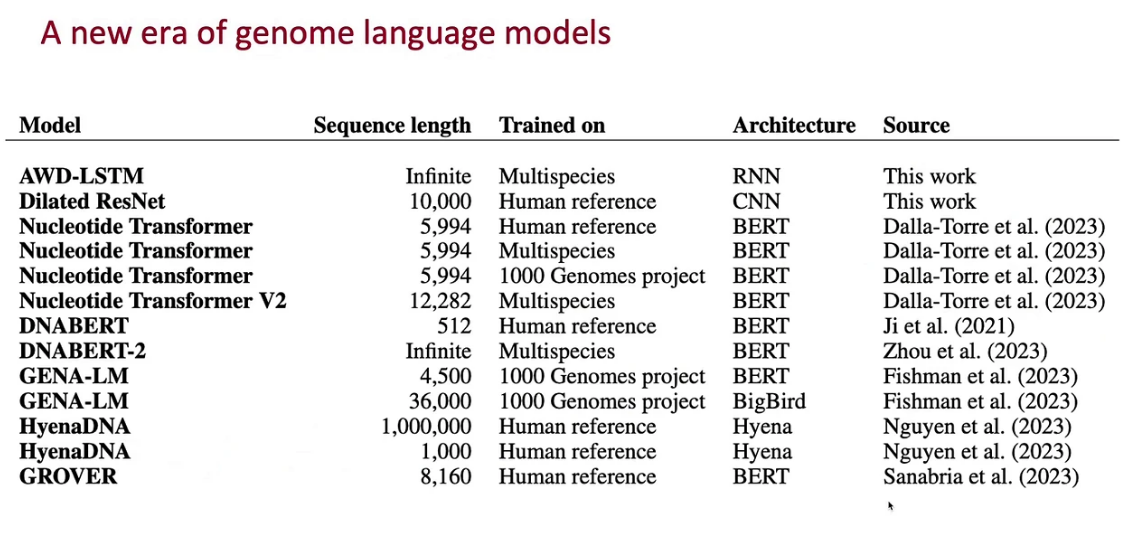 A new era of genome language models
Model Sequence length Trained on Architecture Source
AWD-LSTM Infinite Multispecies RNN This work
Dilated ResNet 10,000 Human reference CNN This work
Nucleotide Transformer 5,994 Human reference BERT Dalla-Torre et al. (2023)
Nucleotide Transformer 5,994 Multispecies BERT Dalla-Torre et al. (2023)
Nucleotide Transformer 5,994 1000 Genomes project BERT Dalla-Torre et al. (2023)
Nucleotide Transformer V2 12,282 Multispecies BERT Dalla-Torre et al. (2023)
DNABERT 512 Human reference BERT Ji et al. (2021)
DNABERT-2 Infinite Multispecies BERT Zhou et al. (2023)
GENA-LM 4,500 1000 Genomes project BERT Fishman et al. (2023)
GENA-LM 36,000 1000 Genomes project BigBird Fishman et al. (2023)
HyenaDNA 1,000,000 Human reference Hyena Nguyen et al. (2023)
HyenaDNA 1,000 Human reference Hyena Nguyen et al. (2023)
GROVER 8,160 Human reference BERT Sanabria et al. (2023)